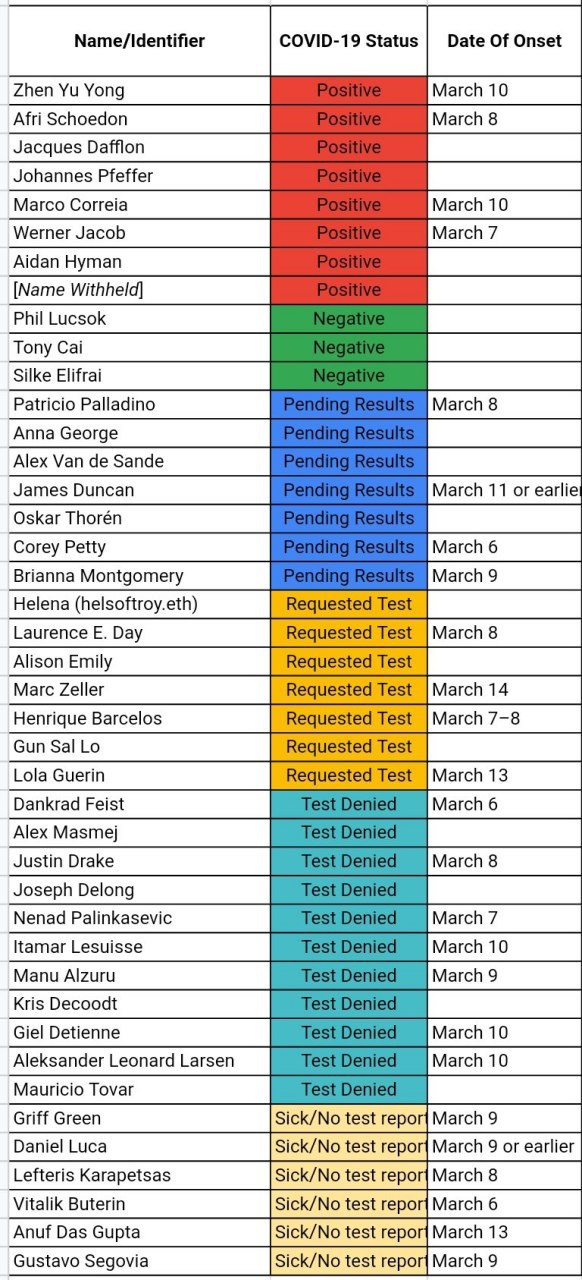 Name/Identifier COVID-19 Status Date Of Onset
Zhen Yu Yong Positive March 10
Afri Schoedon Positive March 8
Jacques Dafflon Positive
Johannes Pfeffer Positive
Marco Correia Positive March 10
Werner Jacob Positive March 7
Aidan Hyman Positive
[Name Withheld] Positive
Phil Lucsok Negative
Tony Cai Negative
Silke Elifrai Negative
Patricio Palladino Pending Results March 8
Anna George Pending Results
Alex Van de Sande Pending Results
James Duncan Pending Results March 11 or earlier
Oskar Thorén Pending Results
Corey Petty Pending Results March 6
Brianna Montgomery Pending Results March 9
Helena (helsoftroy.eth) Requested Test
Laurence E. Day Requested Test March 8
Alison Emily Requested Test
Marc Zeller Requested Test March 14
Henrique Barcelos Requested Test March 7–8
Gun Sal Lo Requested Test
Lola Guerin Requested Test March 13
Dankrad Feist Test Denied March 6
Alex Masmej Test Denied
Justin Drake Test Denied March 8
Joseph Delong Test Denied
Nenad Palinkasevic Test Denied March 7
Itamar Lesuisse Test Denied March 10
Manu Alzuru Test Denied March 9
Kris Decoodt Test Denied
Giel Detienne Test Denied March 10
Aleksander Leonard Larsen Test Denied March 10
Mauricio Tovar Test Denied
Griff Green Sick/No test report March 9
Daniel Luca Sick/No test report March 9 or earlier
Lefteris Karapetsas Sick/No test report March 8
Vitalik Buterin Sick/No test report March 6
Anuf Das Gupta Sick/No test report March 13
Gustavo Segovia Sick/No test report March 9